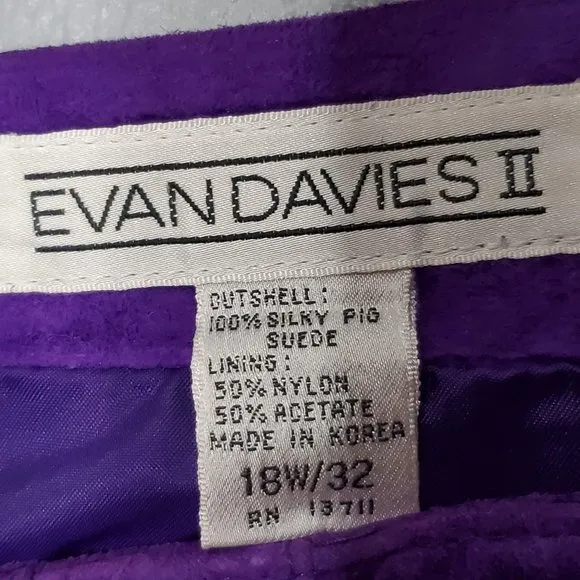 EVAN DAVIES II
OUTSHELL:
100% SILKY PIG
SUEDE
LINING:
50% NYLON
50% ACETATE
MADE IN KOREA
18W/32
RN 13711